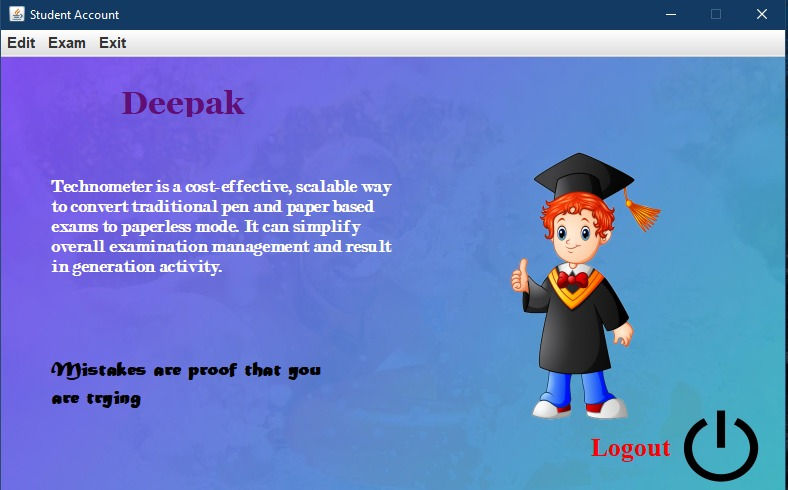 Student Account
Edit Exam Exit
Deepak
Technometer is a cost-effective, scalable way
to convert traditional pen and paper based
exams to paperless mode. It can simplify
overall examination management and result
in generation activity.
Mistakes are proof that you
are trying
Logout